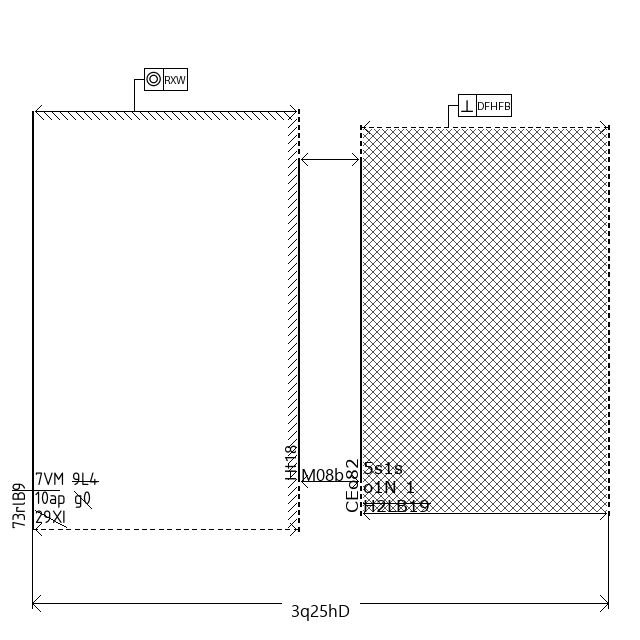 RXW
DFHFB
Ht18
CEq82
7VM 9L4
M08b
5s1s
10ap g0
o1N 1
29XI
H2LB19
73rlB9
3q25hD